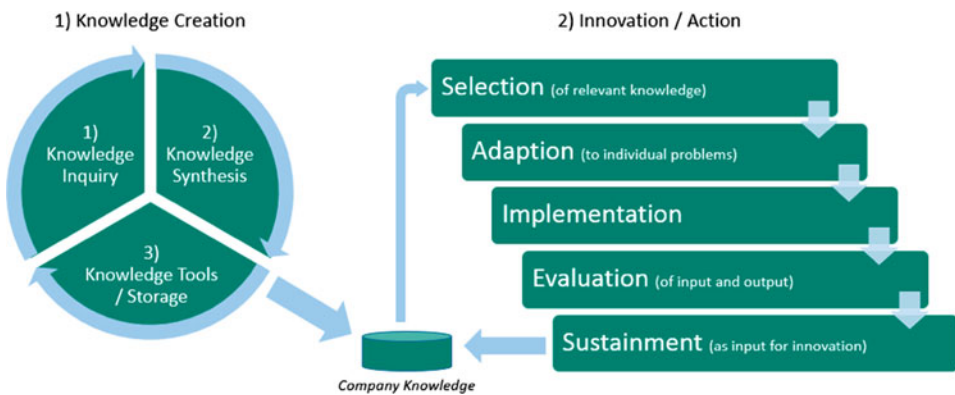 1) Knowledge Creation
1)
Knowledge
Inquiry
2)
Knowledge
Synthesis
3)
Knowledge Tools
/ Storage
2) Innovation / Action
Selection (of relevant knowledge)
Adaption (to individual problems)
Implementation
Evaluation (of input and output)
Sustainment (as input for innovation)
Company Knowledge